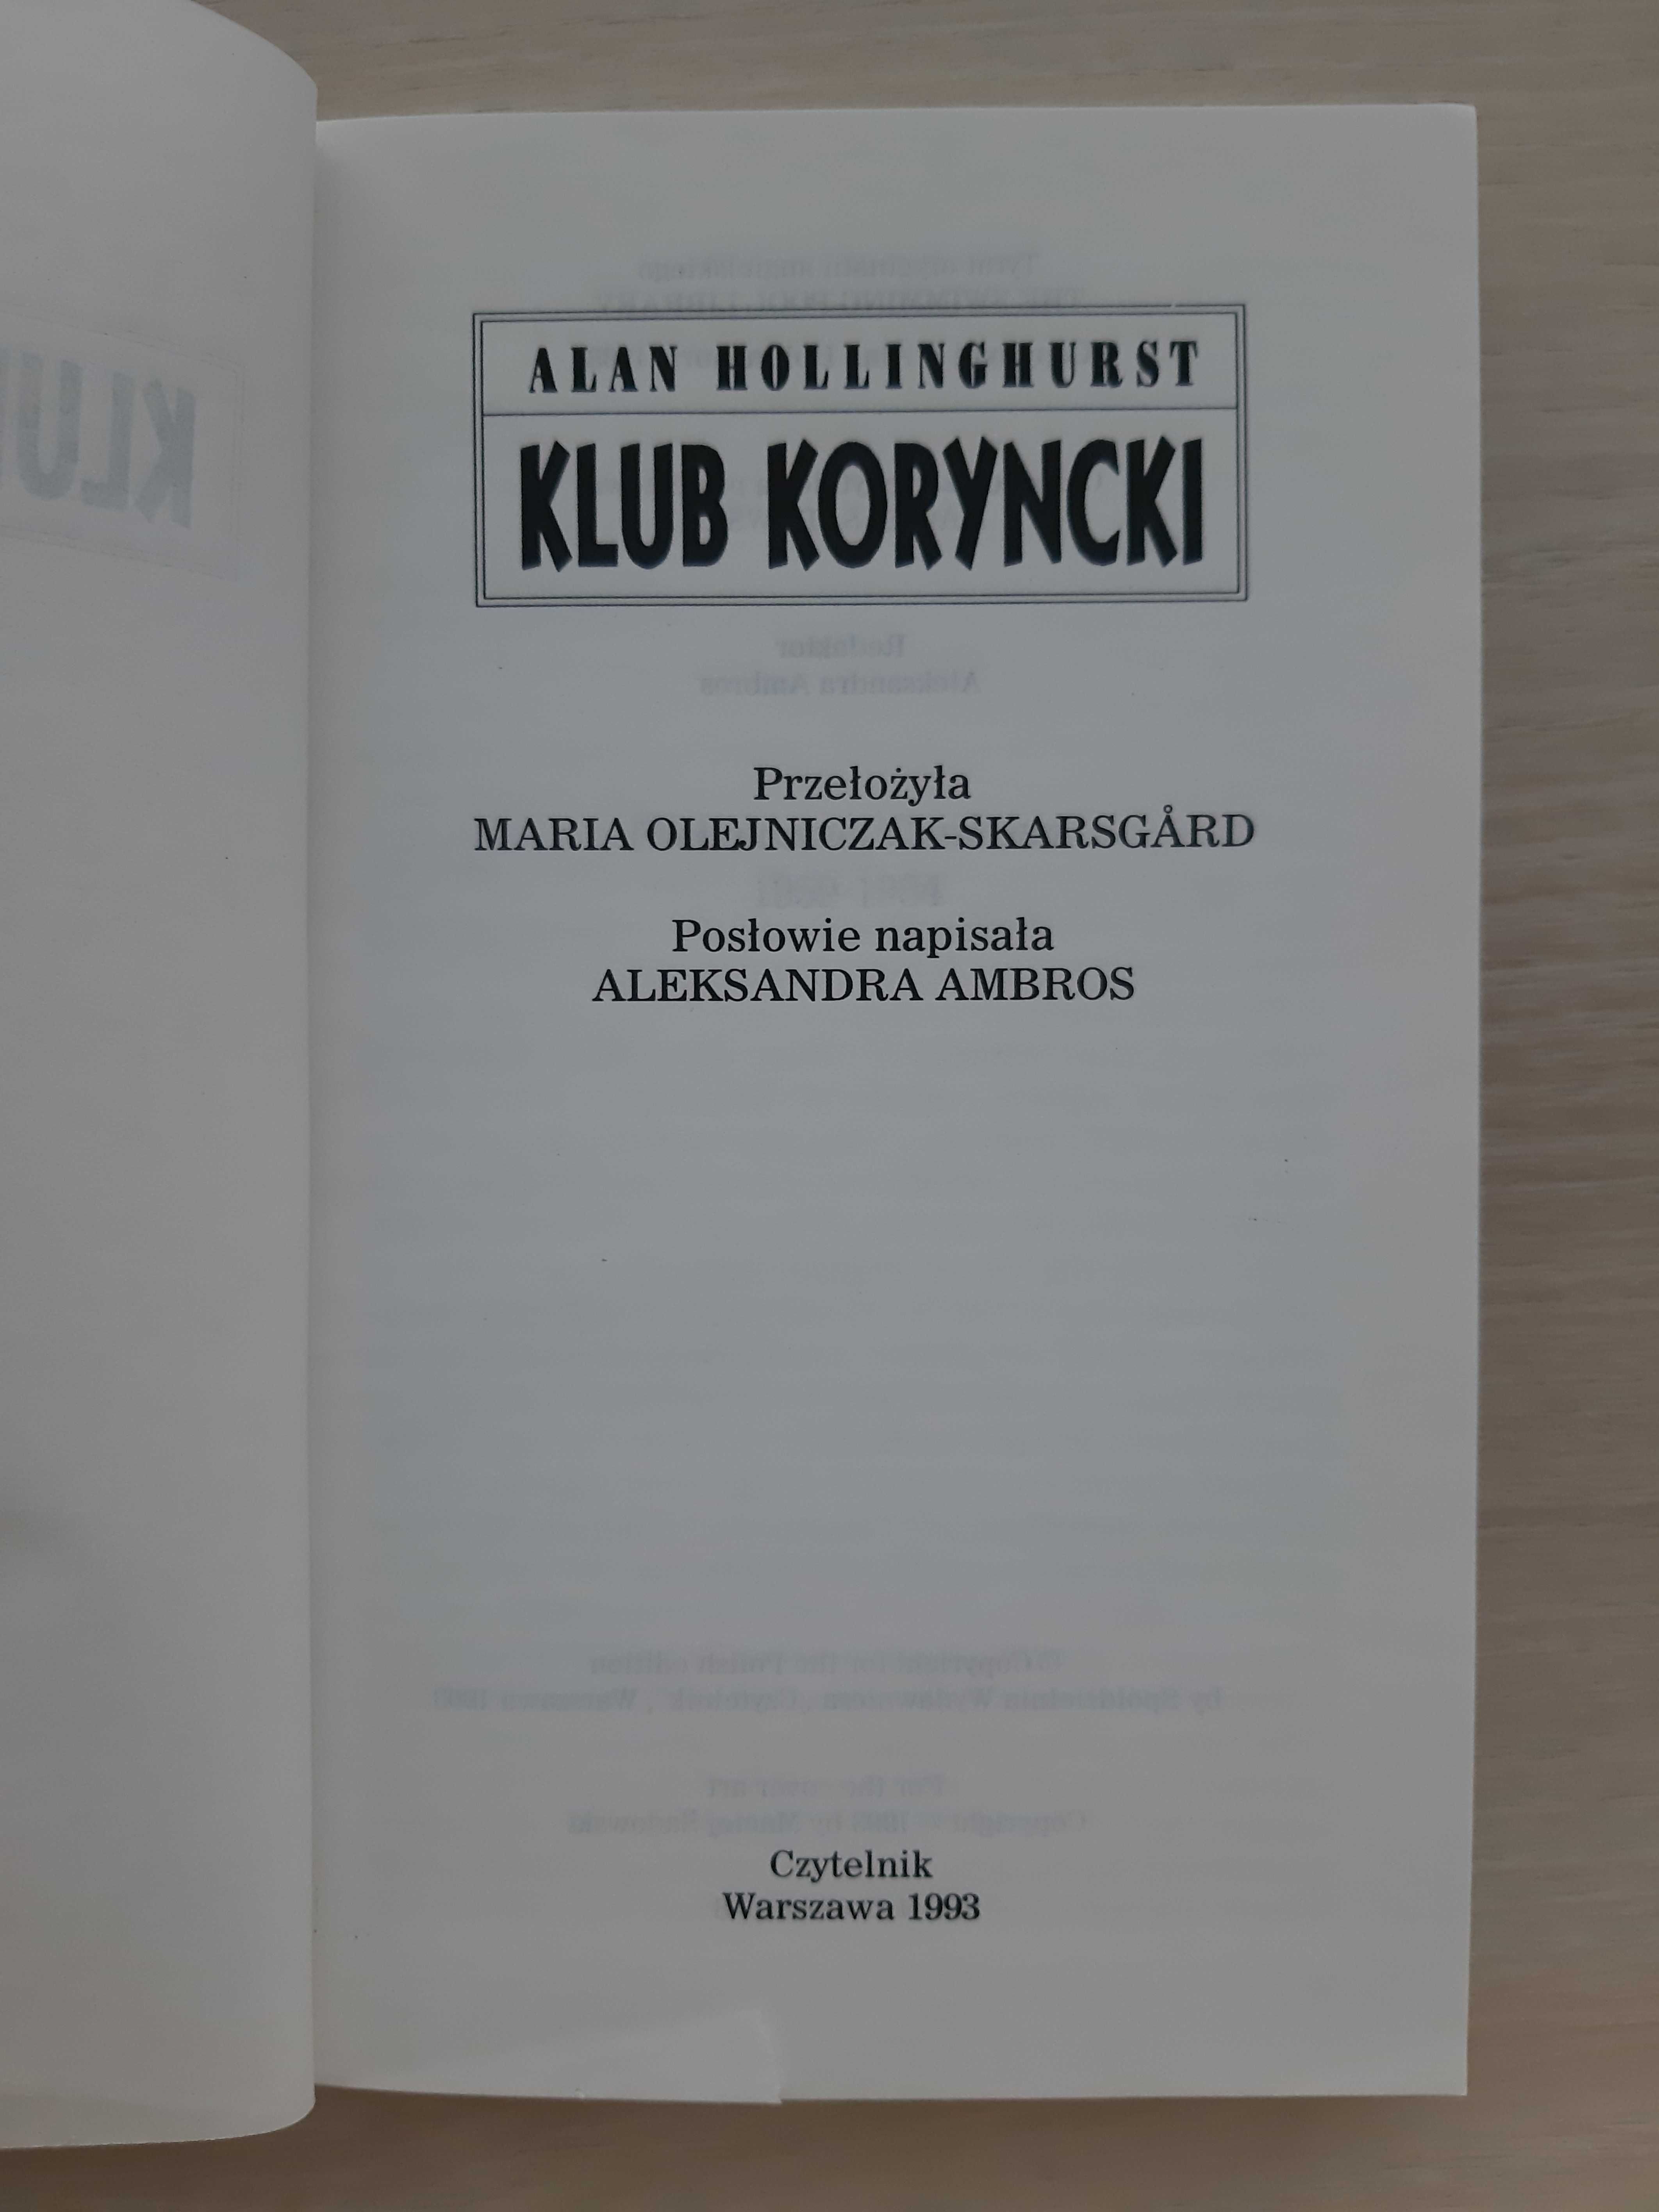 ALAN HOLLINGHURST
KLUB KORYNCKI
Przełożyła
MARIA OLEJNICZAK-SKARSGÅRD
Posłowie napisała
ALEKSANDRA AMBROS
Czytelnik
Warszawa 1993